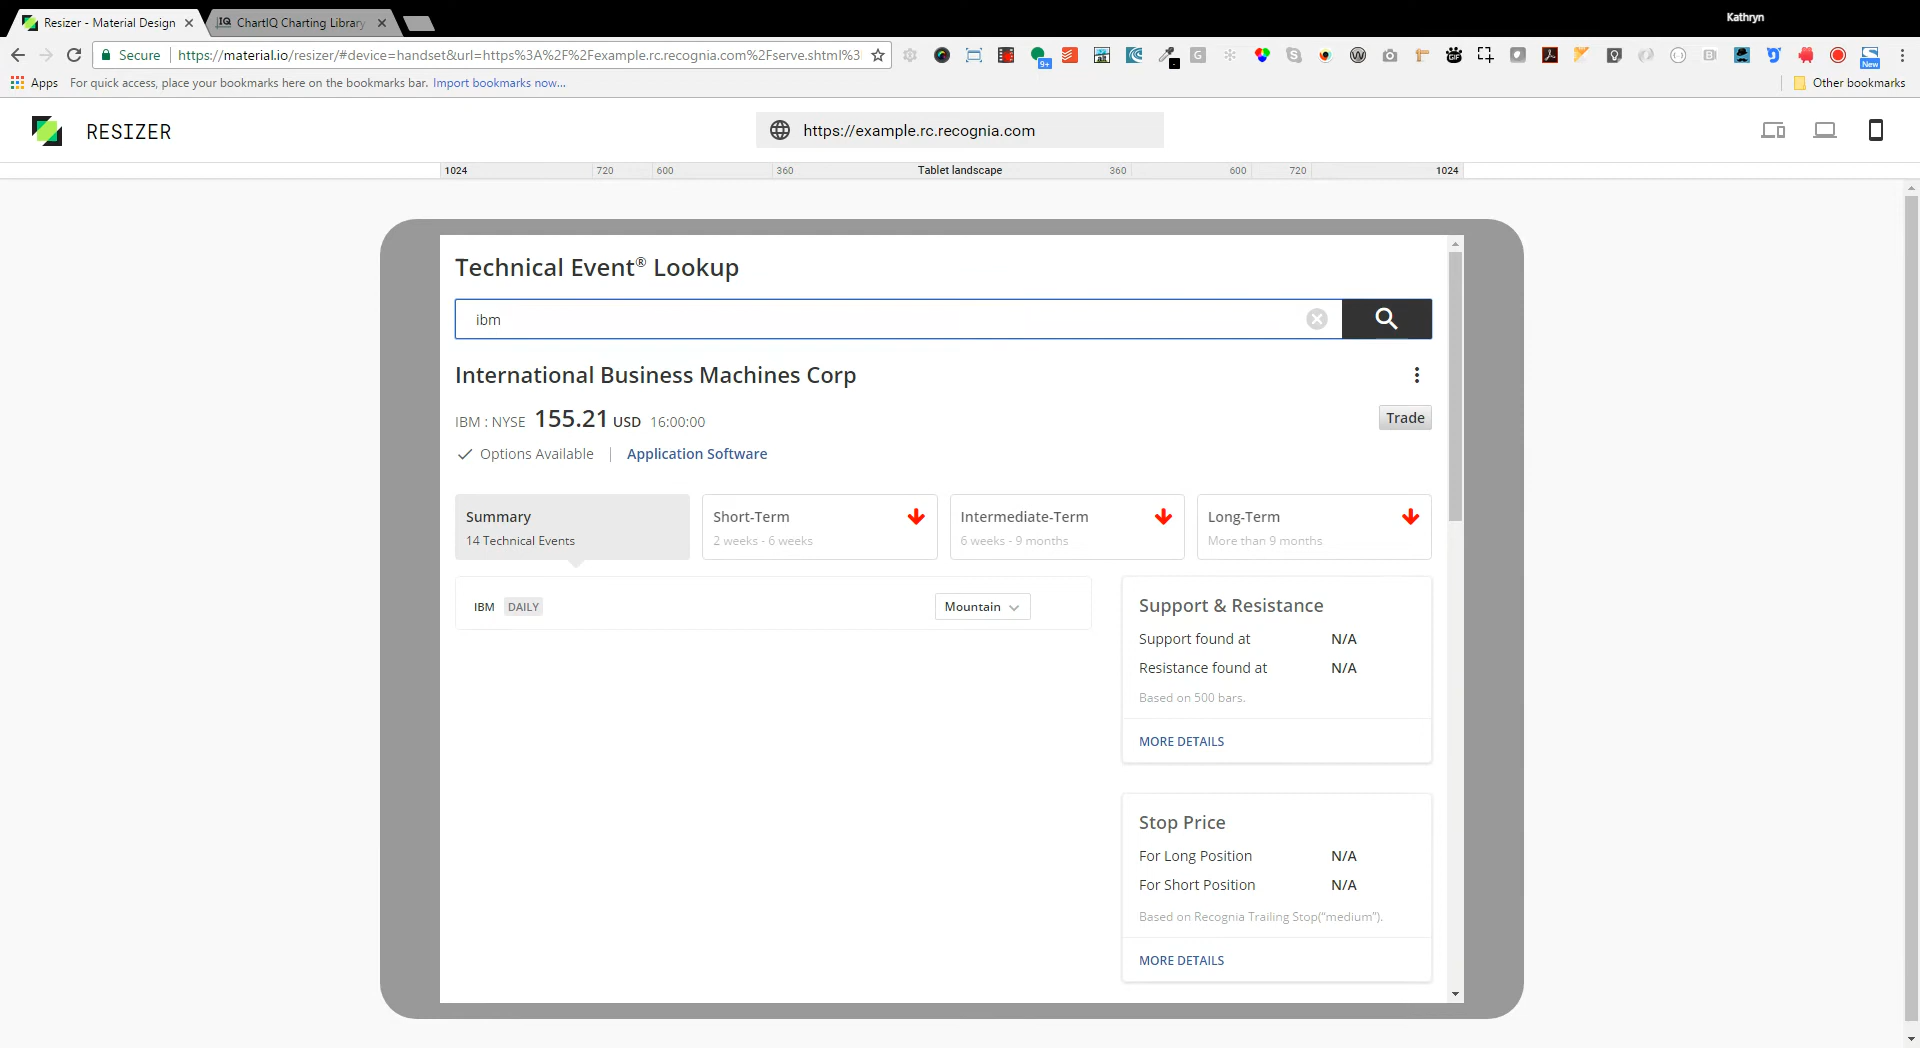 Kathryn
Resizer - Material Design
ChartIQ Charting Library
Secure
https://material.io/resizer/#device=handset&url=https%3A%2F%2Fexample.rc.recognia.com%2Fserve.shtml%3
Apps
For quick access, place your bookmarks here on the bookmarks bar. Import bookmarks now...
Other bookmarks
9+
New
RESIZER
https://example.rc.recognia.com
1024 720 600 360 Tablet landscape 360 600 720 1024
Technical Event® Lookup
ibm
International Business Machines Corp
IBM : NYSE 155.21 USD 16:00:00
Trade
Options Available | Application Software
Summary
14 Technical Events
Short-Term
2 weeks - 6 weeks
Intermediate-Term
6 weeks - 9 months
Long-Term
More than 9 months
IBM DAILY
Mountain
Support & Resistance
Support found at N/A
Resistance found at N/A
Based on 500 bars.
MORE DETAILS
Stop Price
For Long Position N/A
For Short Position N/A
Based on Recognia Trailing Stop("medium").
MORE DETAILS